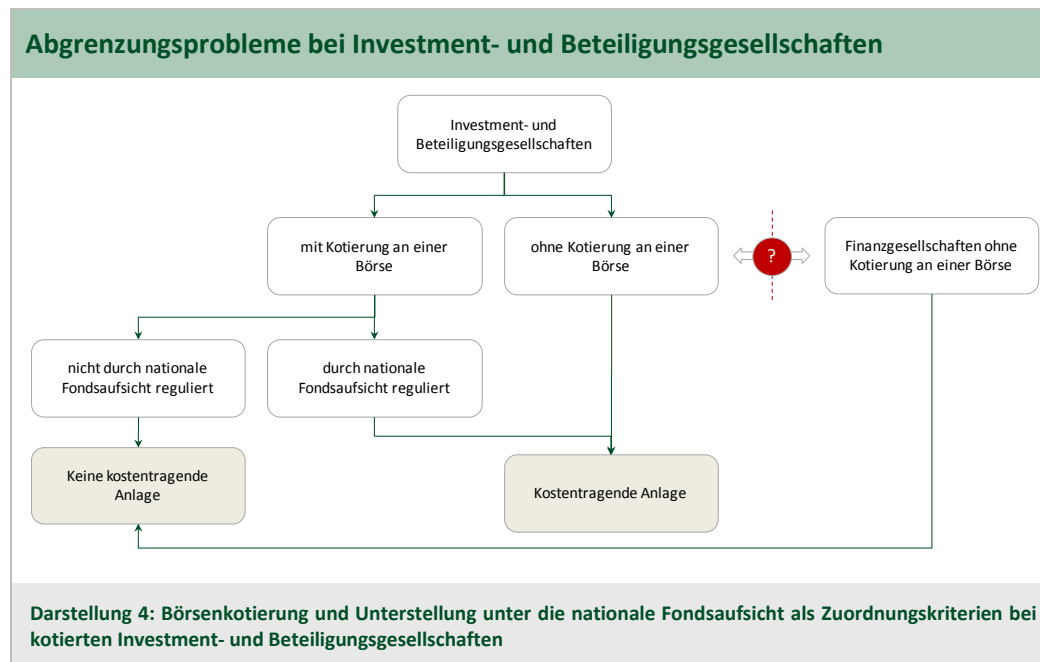 Abgrenzungsprobleme bei Investment- und Beteiligungsgesellschaften
Investment- und
Beteiligungsgesellschaften
mit Kotierung an einer
Börse
ohne Kotierung an einer
Börse
?
Finanzgesellschaften ohne
Kotierung an einer Börse
nicht durch nationale
Fondsaufsicht reguliert
durch nationale
Fondsaufsicht reguliert
Keine kostentragende
Anlage
Kostentragende Anlage
Darstellung 4: Börsenkotierung und Unterstellung unter die nationale Fondsaufsicht als Zuordnungskriterien bei
kotierten Investment- und Beteiligungsgesellschaften